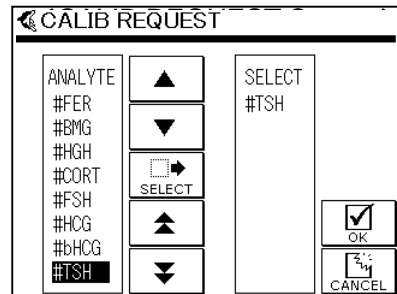 CALIB REQUEST
ANALYTE
#FER
#BMG
#HGH
#CORT
#FSH
#HCG
#bHCG
#TSH
SELECT
SELECT
#TSH
OK
CANCEL